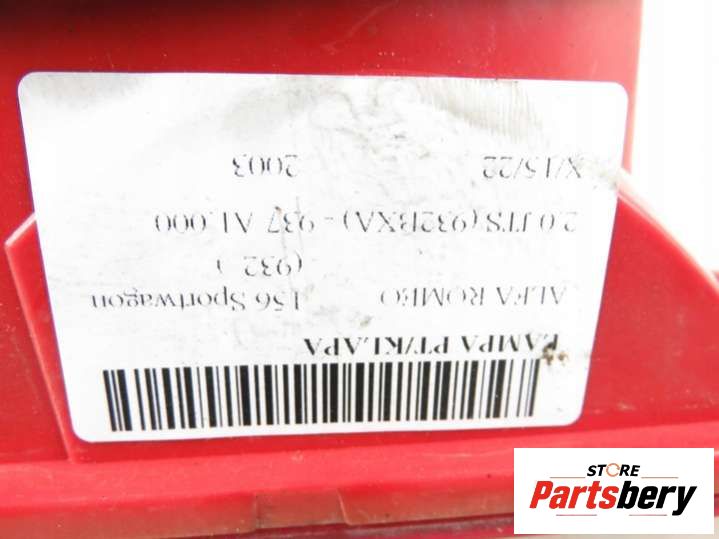 LAMPA PT/KLAPA
ALFA ROMEO 156 Sportwagon
(932_)
2.0 JTS (932BXA) - 937 A1.000
X/15/22 2003
STORE
Partsbery